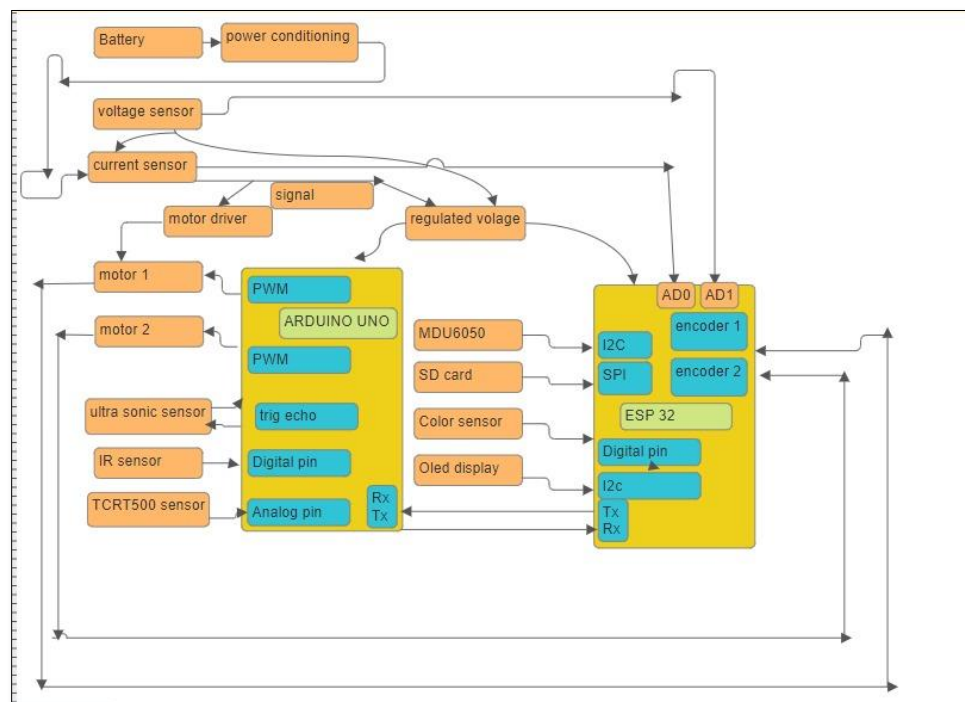 Battery
power conditioning
voltage sensor
current sensor
signal
motor driver
regulated volage
motor 1
PWM
ARDUINO UNO
motor 2
PWM
ultra sonic sensor
trig echo
IR sensor
Digital pin
TCRT500 sensor
Analog pin
Rx
Tx
MDU6050
SD card
Color sensor
Oled display
AD0
AD1
encoder 1
I2C
encoder 2
SPI
ESP 32
Digital pin
I2c
Tx
Rx